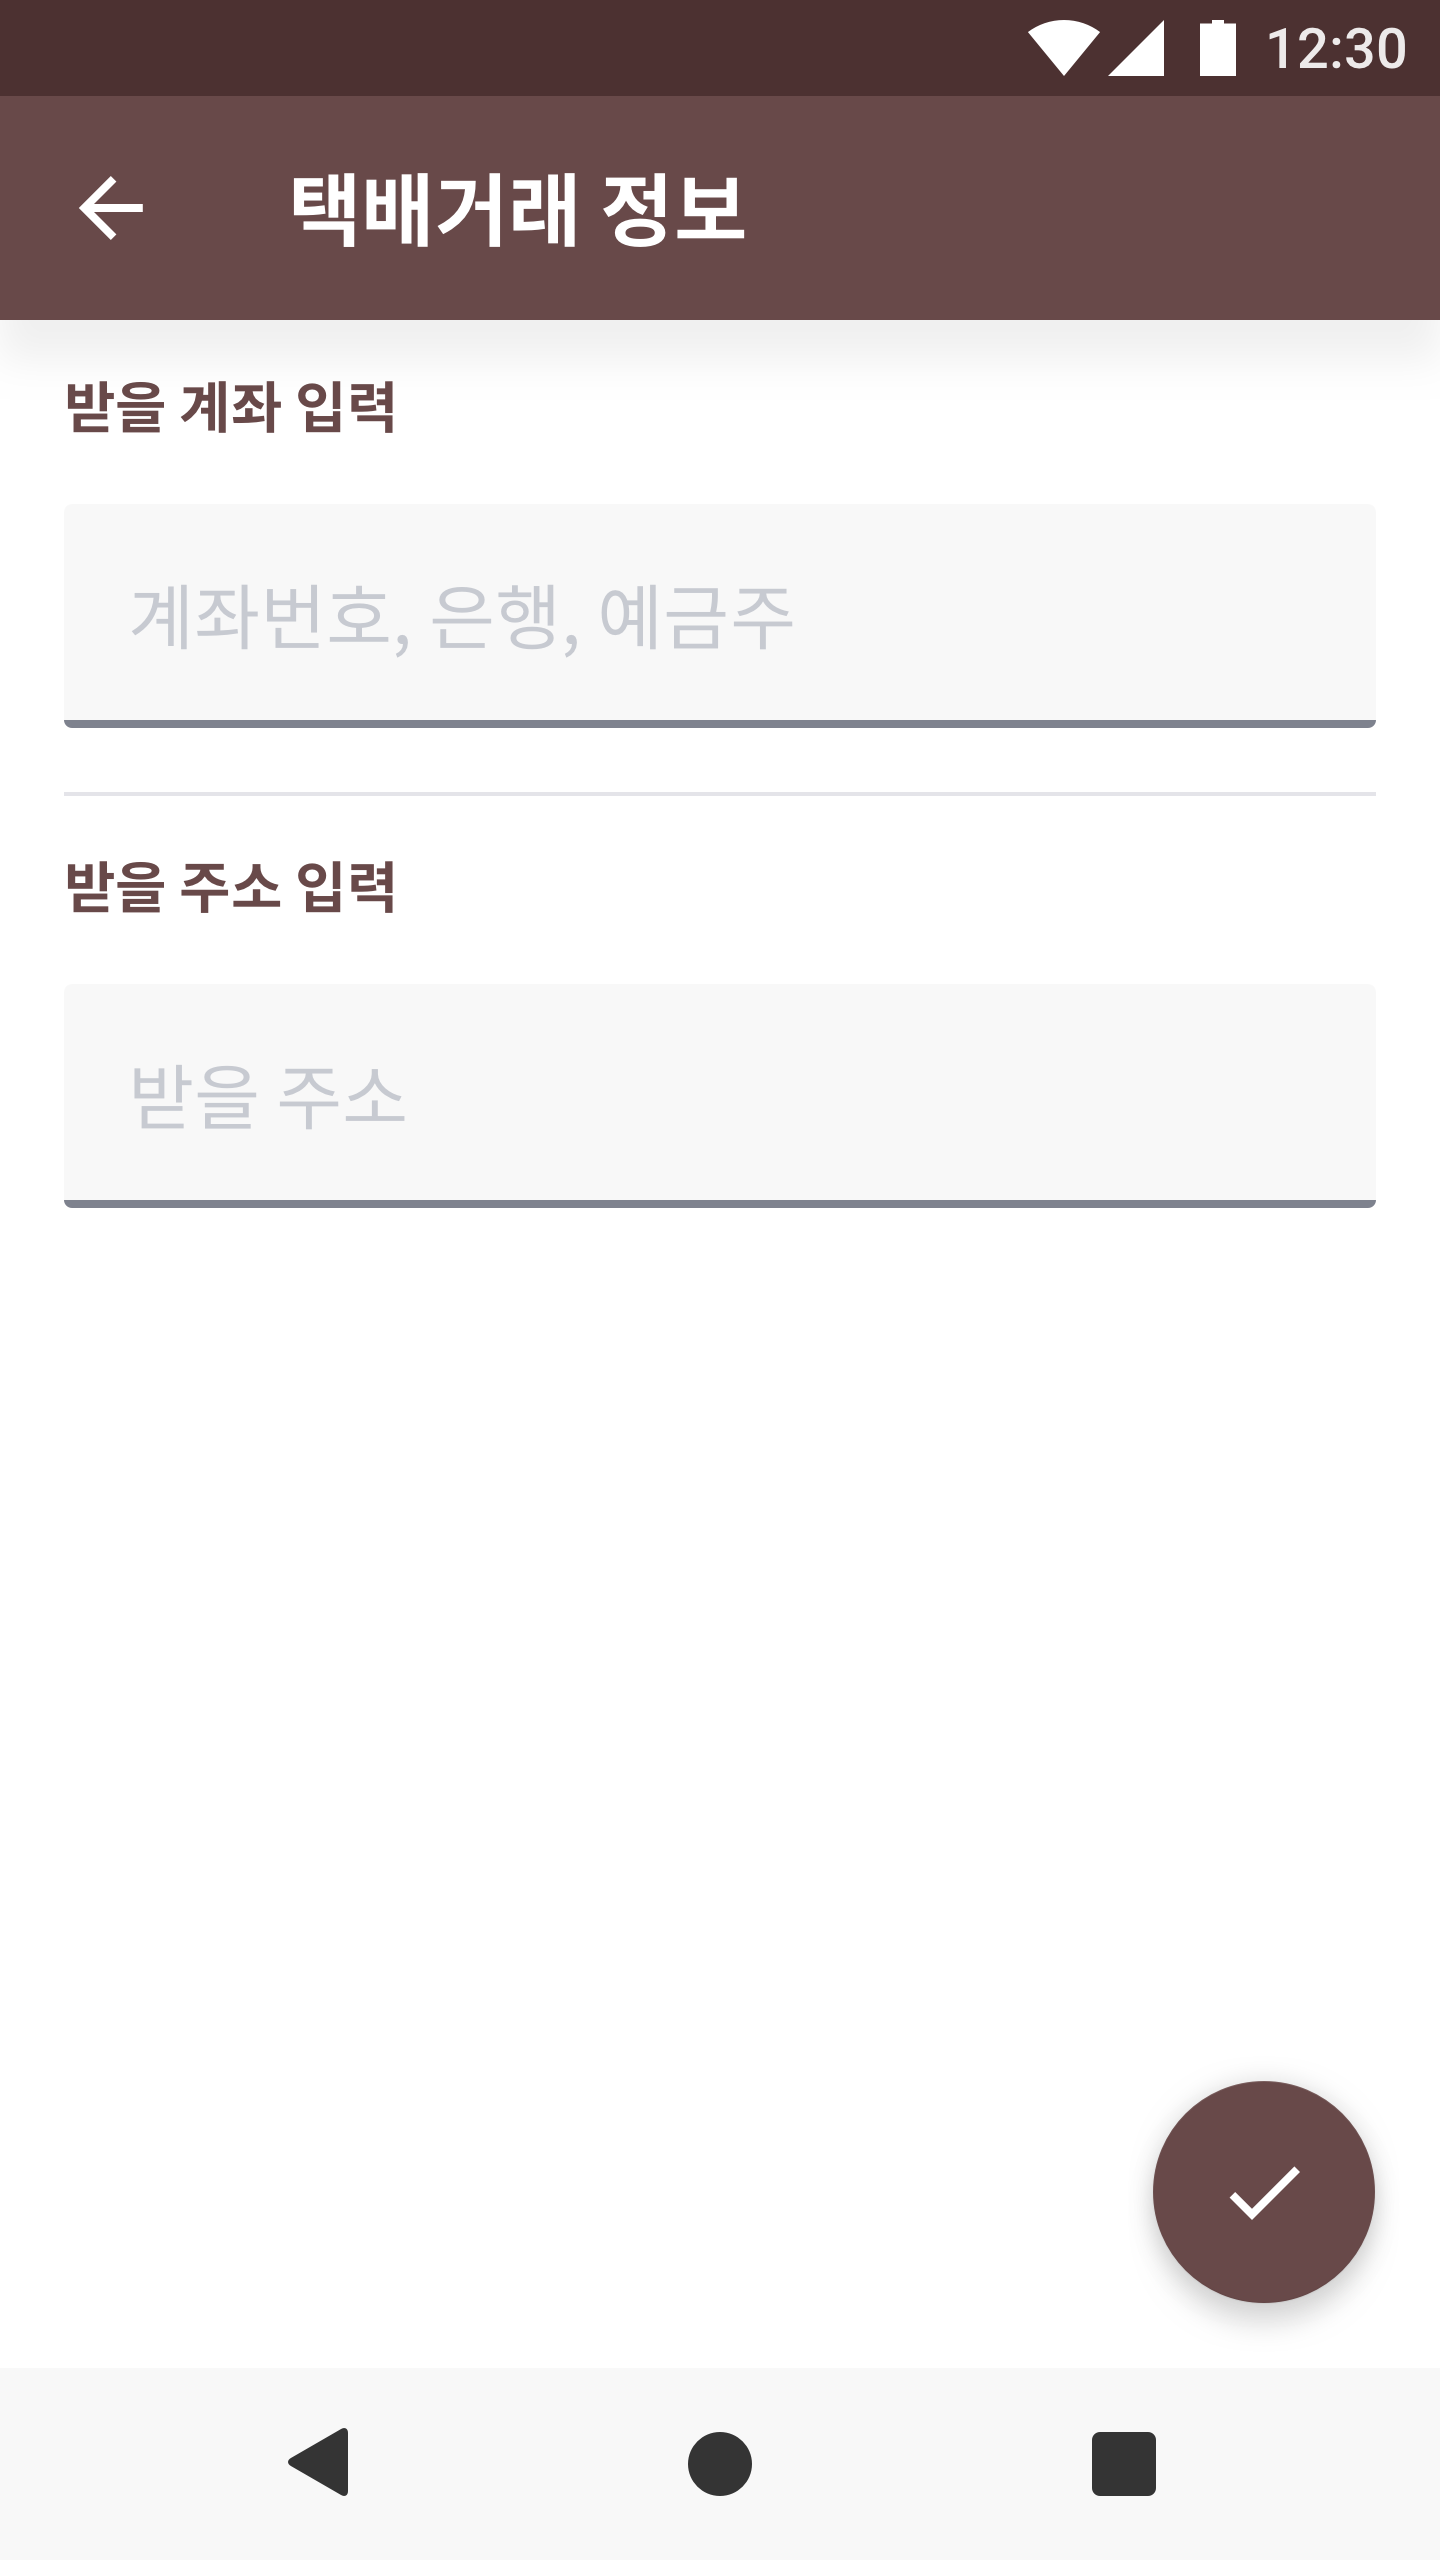 12:30
택배거래 정보
받을 계좌 입력
계좌번호, 은행, 예금주
받을 주소 입력
받을 주소